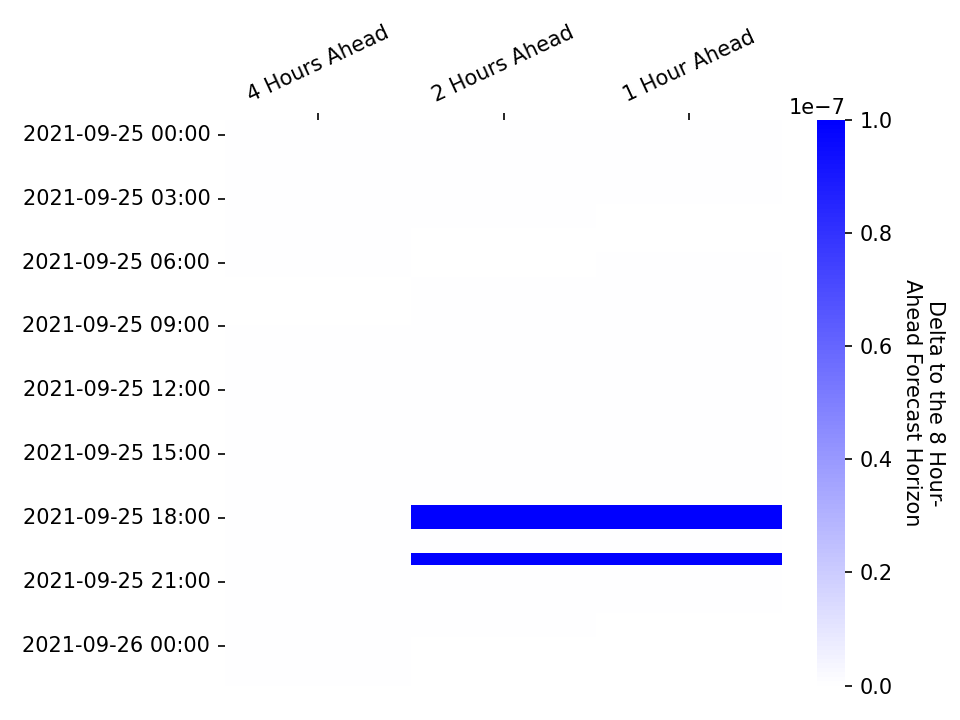 4 Hours Ahead
2 Hours Ahead
1 Hour Ahead
1e−7
2021-09-25 00:00
2021-09-25 03:00
2021-09-25 06:00
2021-09-25 09:00
2021-09-25 12:00
2021-09-25 15:00
2021-09-25 18:00
2021-09-25 21:00
2021-09-26 00:00
1.0
0.8
0.6
0.4
0.2
0.0
Delta to the 8 Hour-
Ahead Forecast Horizon